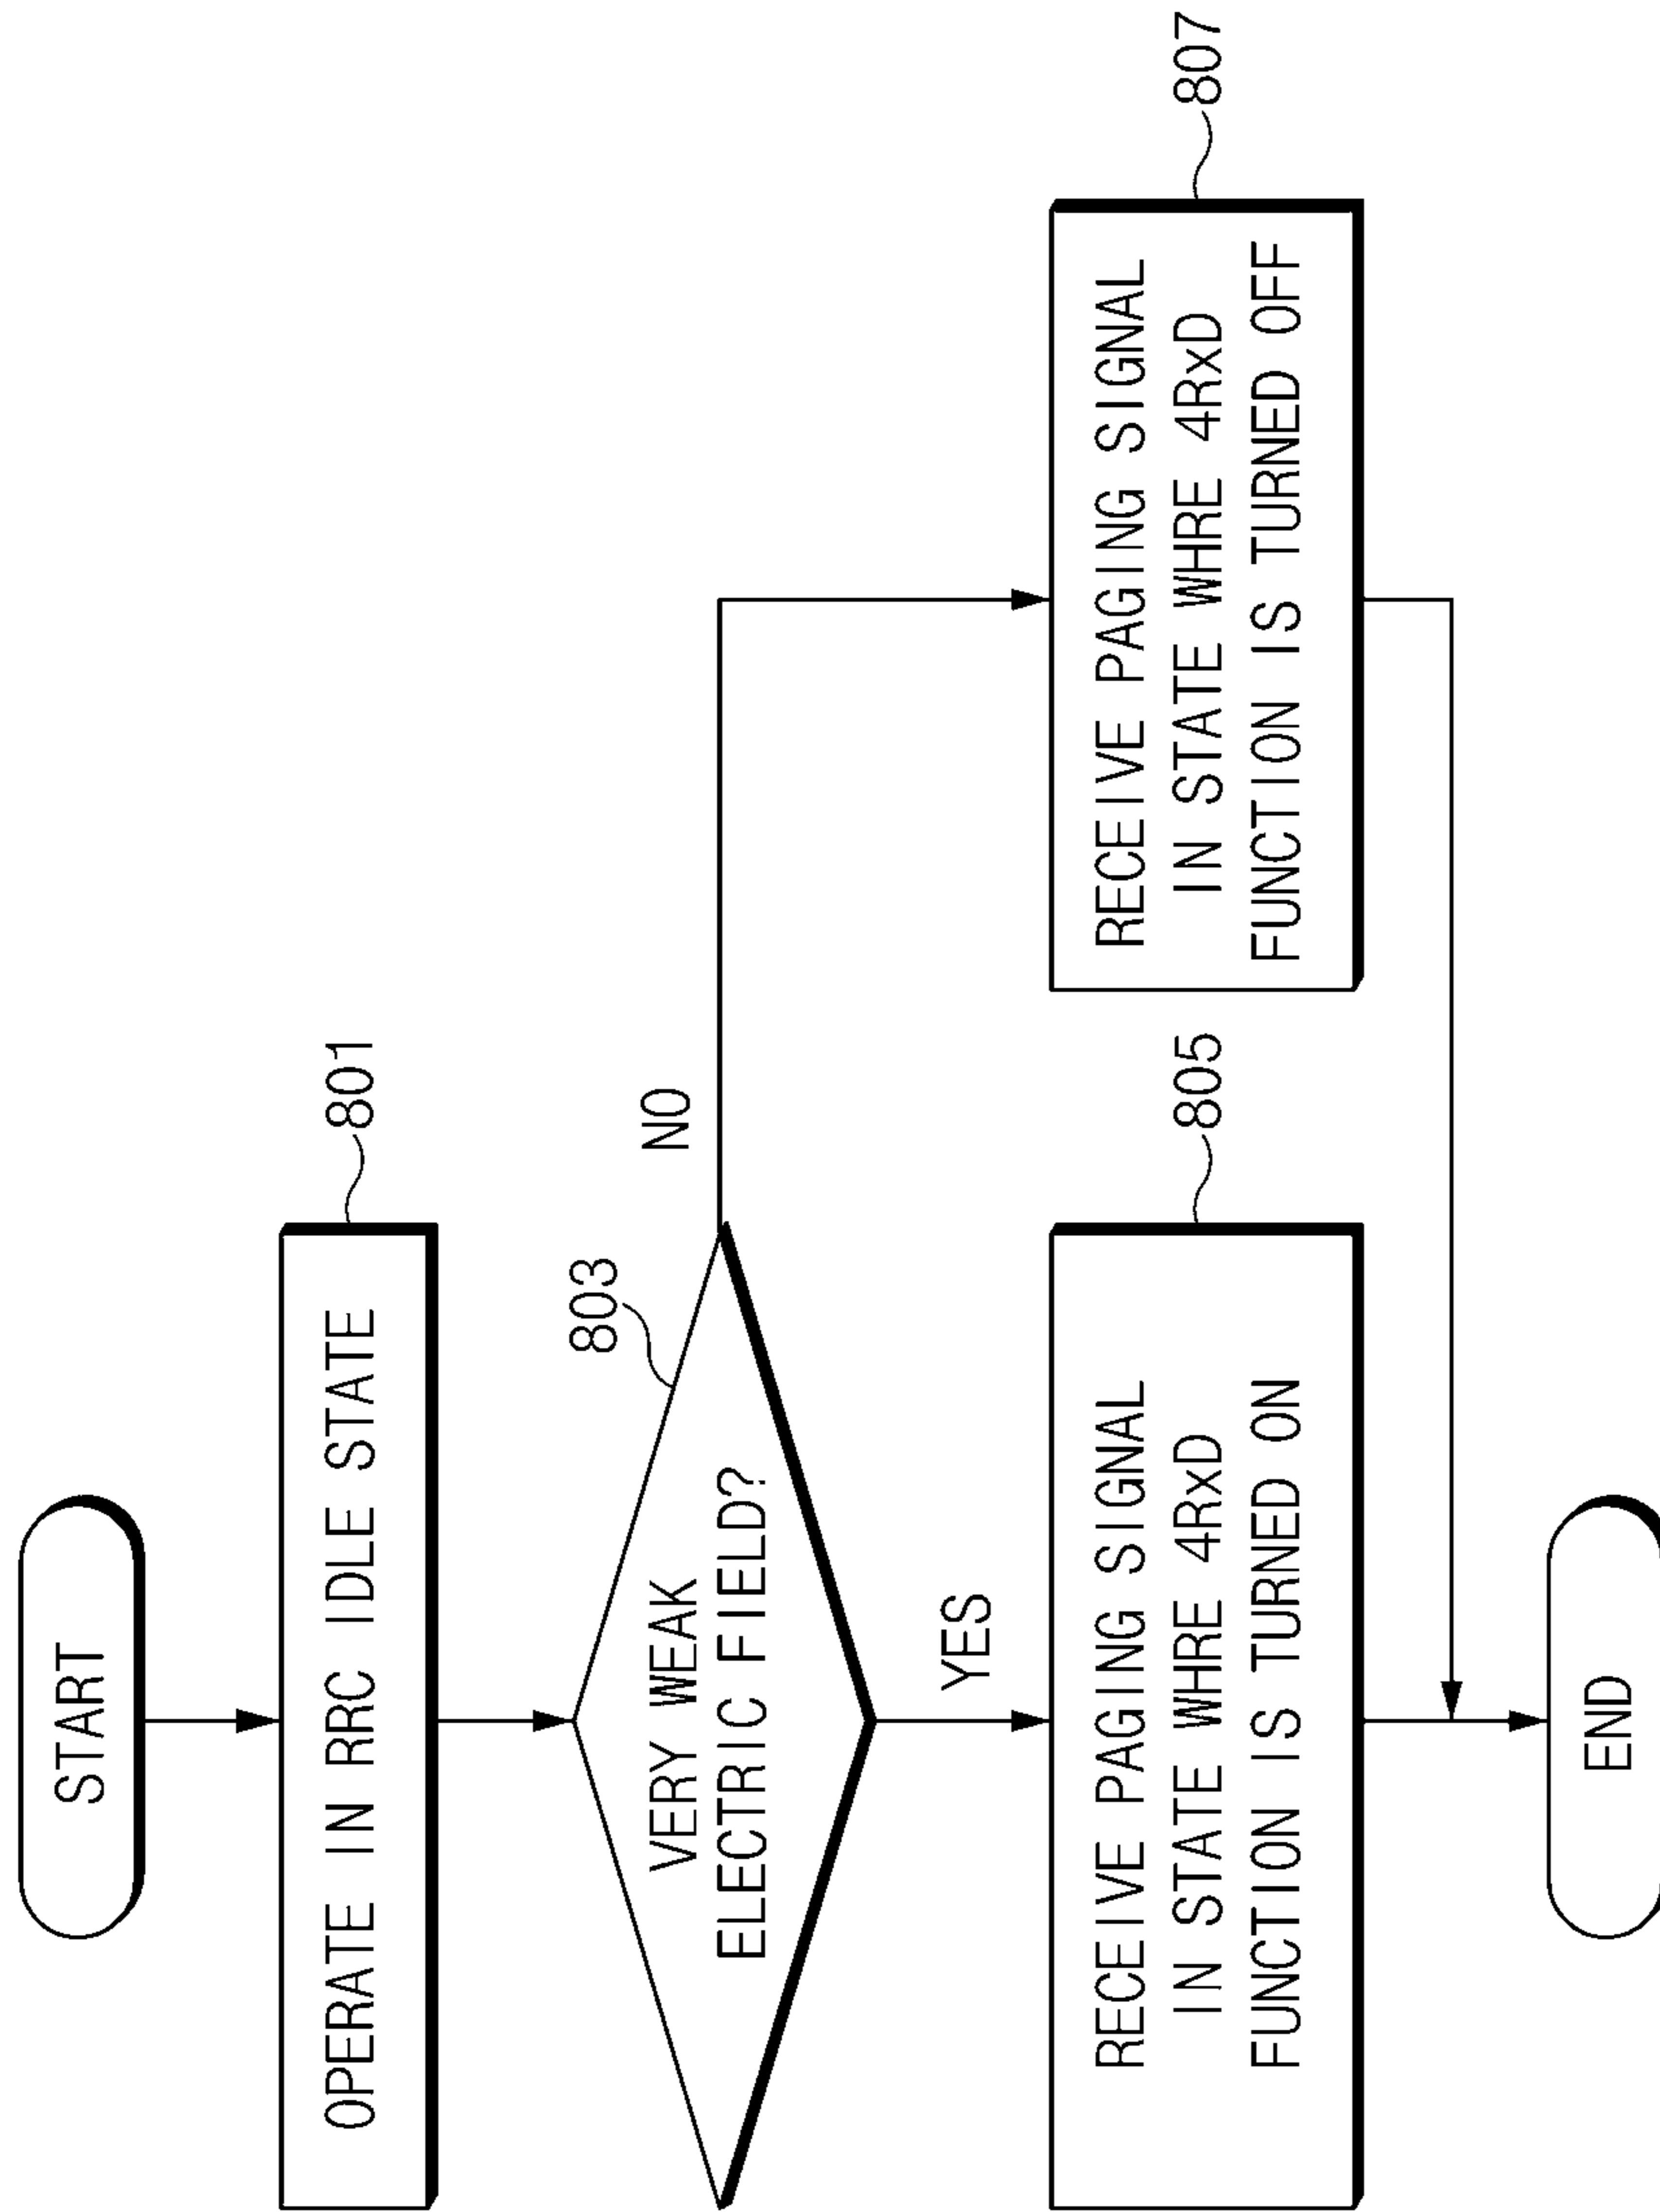 START
OPERATE IN RRC IDLE STATE
801
VERY WEAK
ELECTRIC FIELD?
803
NO
YES
RECEIVE PAGING SIGNAL
IN STATE WHRE 4RxD
FUNCTION IS TURNED ON
805
RECEIVE PAGING SIGNAL
IN STATE WHRE 4RxD
FUNCTION IS TURNED OFF
807
END